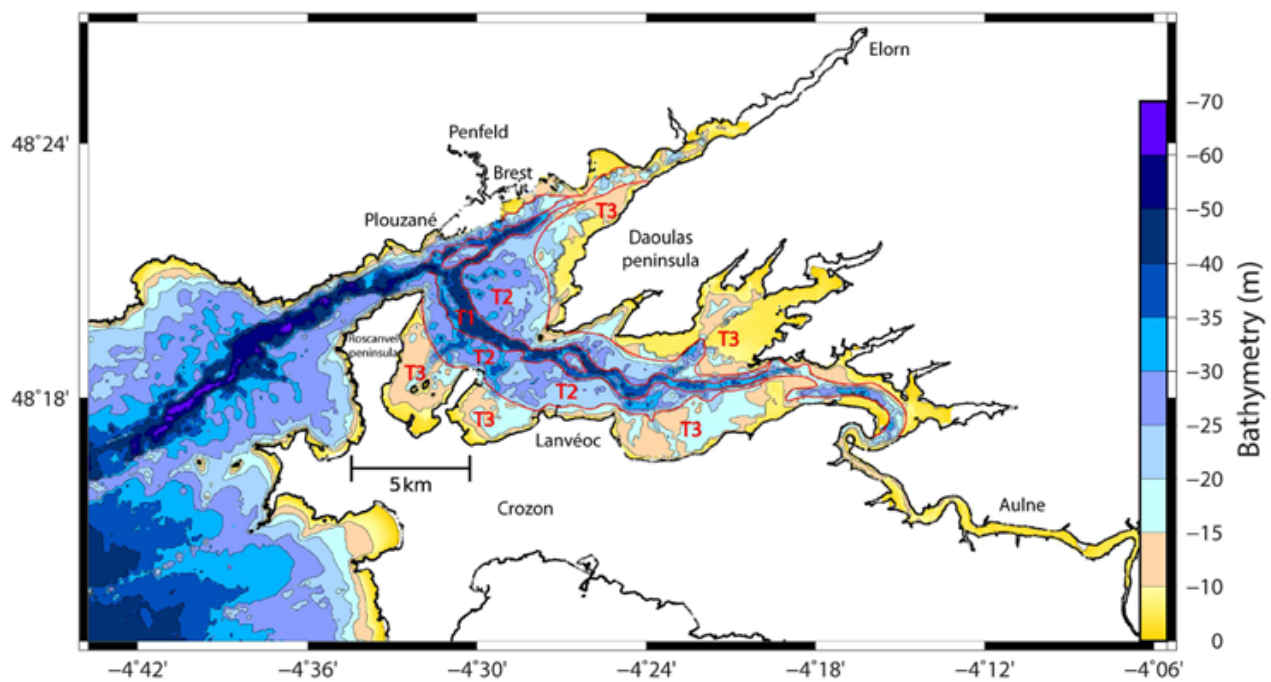 Elorn
48°24'
Penfeld
Brest
Plouzané
T3
Daoulas
peninsula
T2
T1
Roscanvel
peninsula
T2
T3
T3
T2
48°18'
T3
T3
Lanvéoc
5km
Crozon
Aulne
−4°42'
−4°36'
−4°30'
−4°24'
−4°18'
−4°12'
−4°06'
−70
−60
−50
−40
−35
−30
−25
−20
−15
−10
0
Bathymetry (m)